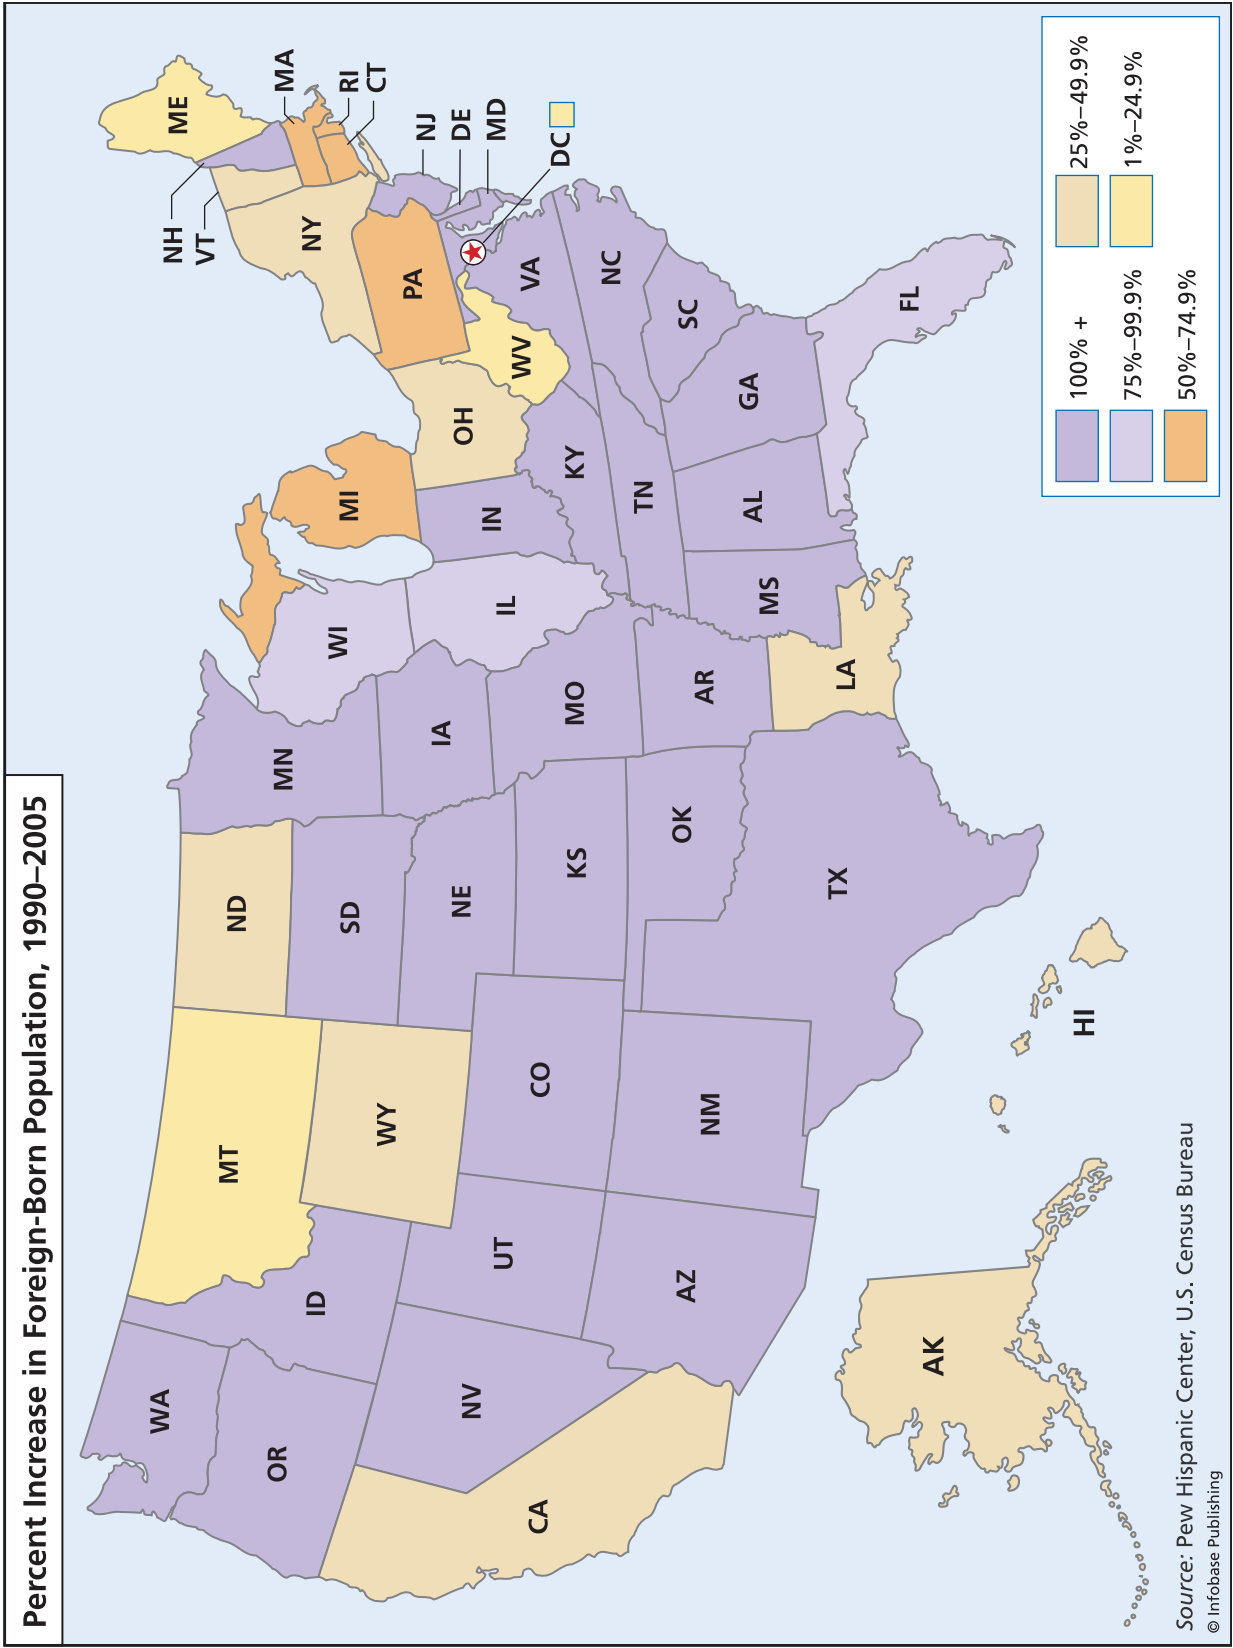 Percent Increase in Foreign-Born Population, 1990–2005
WA
OR
CA
NV
ID
MT
WY
UT
AZ
CO
NM
ND
SD
NE
KS
OK
TX
MN
IA
MO
AR
LA
WI
IL
MI
IN
OH
KY
TN
MS
AL
GA
FL
SC
NC
VA
WV
PA
NY
VT
NH
ME
MA
RI
CT
NJ
DE
MD
DC
AK
HI
100% +
75%–99.9%
50%–74.9%
25%–49.9%
1%–24.9%
Source: Pew Hispanic Center, U.S. Census Bureau
© Infobase Publishing